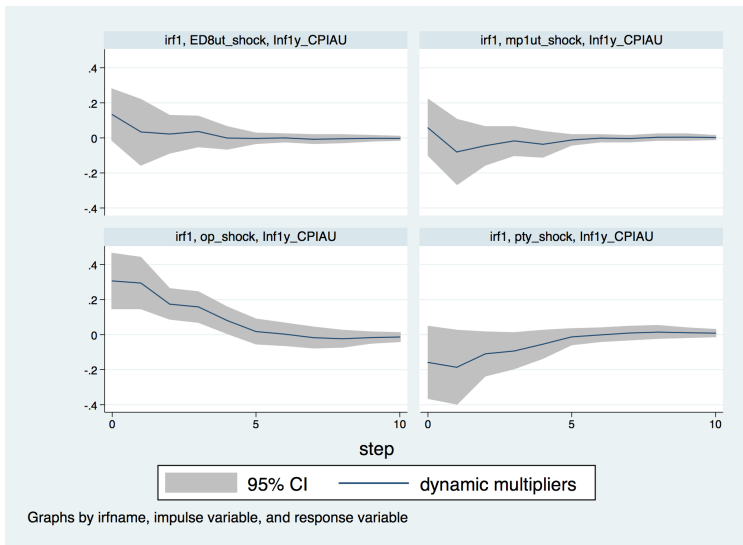 irf1, ED8ut_shock, Inf1y_CPIAU
irf1, mp1ut_shock, Inf1y_CPIAU
.4
.2
0
-.2
-.4
irf1, op_shock, Inf1y_CPIAU
irf1, pty_shock, Inf1y_CPIAU
.4
.2
0
-.2
-.4
0
5
10
0
5
10
step
95% CI
dynamic multipliers
Graphs by irfname, impulse variable, and response variable